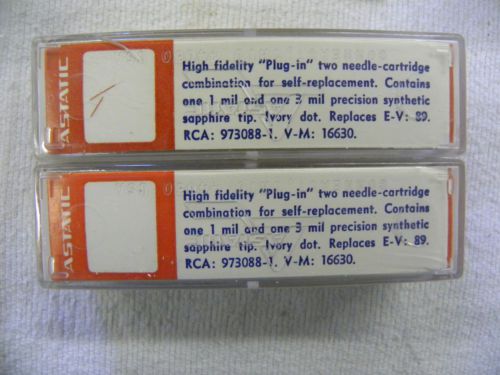 ASTATIC
High fidelity "Plug-in" two needle-cartridge
combination for self-replacement. Contains
one 1 mil and one 3 mil precision synthetic
sapphire tip. Ivory dot. Replaces E-V: 89.
RCA: 973088-1. V-M: 16630.
ASTATIC
High fidelity "Plug-in" two needle-cartridge
combination for self-replacement. Contains
one 1 mil and one 3 mil precision synthetic
sapphire tip. Ivory dot. Replaces E-V: 89.
RCA: 973088-1. V-M: 16630.